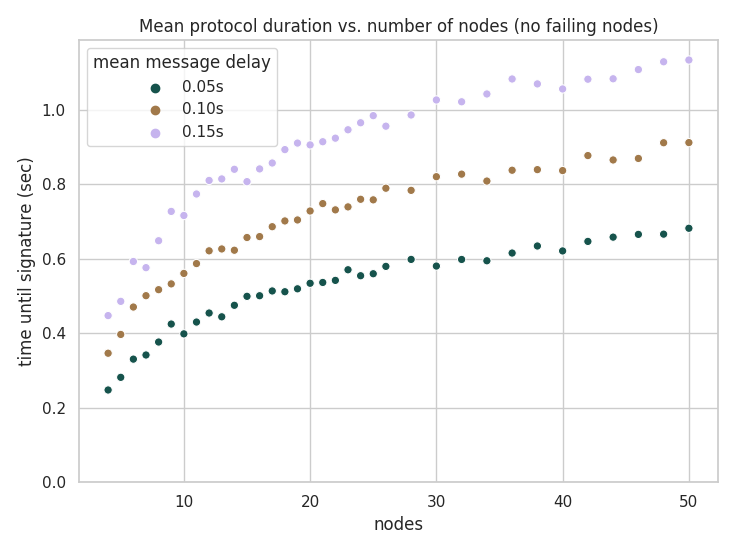 Mean protocol duration vs. number of nodes (no failing nodes)
mean message delay
0.05s
0.10s
0.15s
time until signature (sec)
1.0
0.8
0.6
0.4
0.2
0.0
10 20 30 40 50
nodes